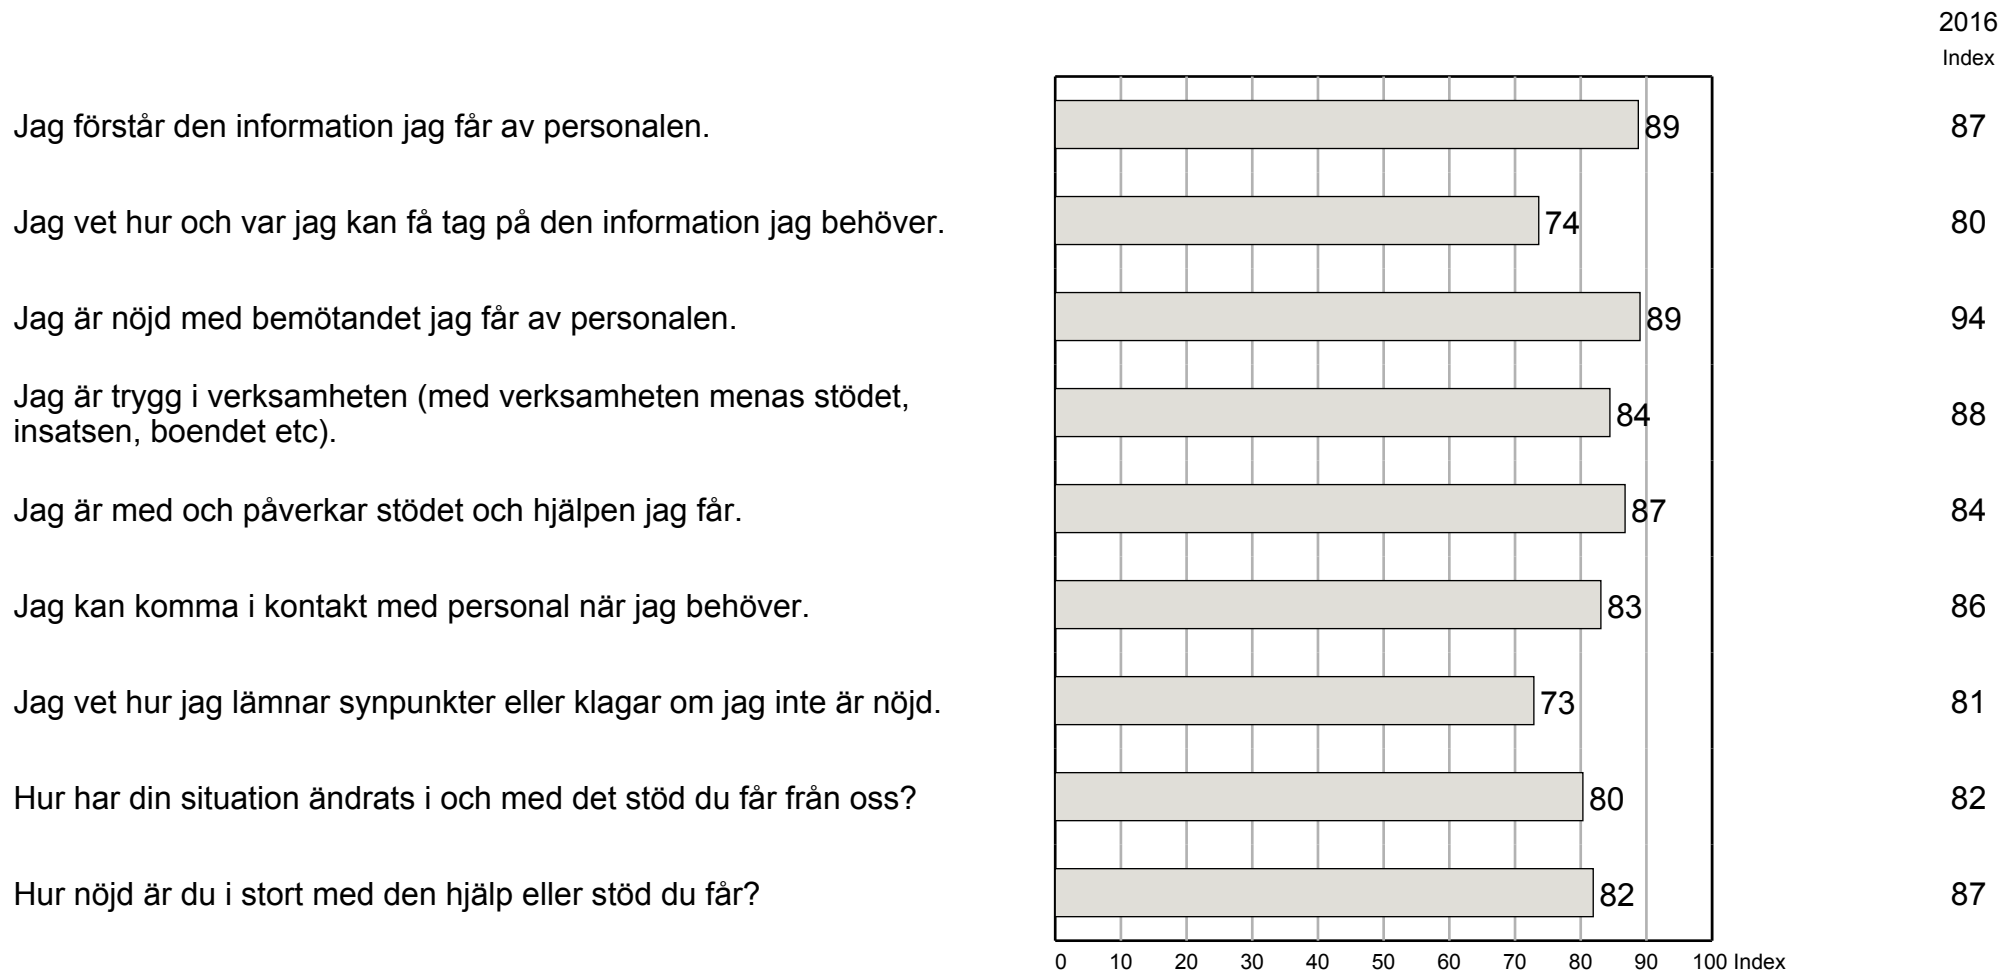 2016
Index
Jag förstår den information jag får av personalen. 89 87
Jag vet hur och var jag kan få tag på den information jag behöver. 74 80
Jag är nöjd med bemötandet jag får av personalen. 89 94
Jag är trygg i verksamheten (med verksamheten menas stödet,
insatsen, boendet etc). 84 88
Jag är med och påverkar stödet och hjälpen jag får. 87 84
Jag kan komma i kontakt med personal när jag behöver. 83 86
Jag vet hur jag lämnar synpunkter eller klagar om jag inte är nöjd. 73 81
Hur har din situation ändrats i och med det stöd du får från oss? 80 82
Hur nöjd är du i stort med den hjälp eller stöd du får? 82 87
0 10 20 30 40 50 60 70 80 90 100 Index